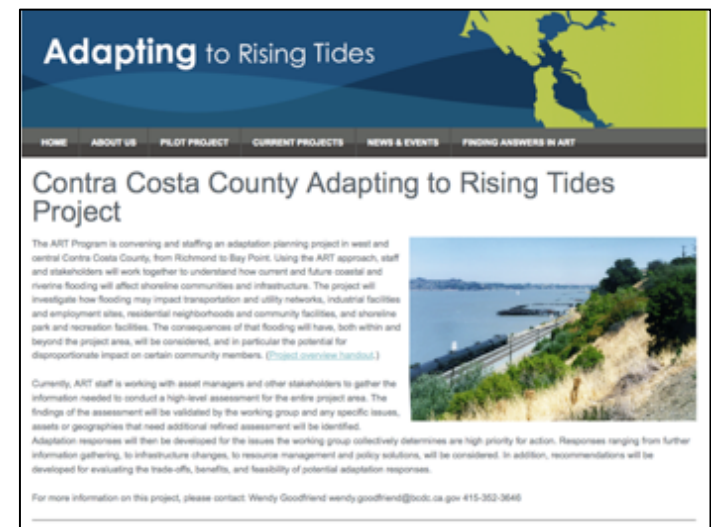 Adapting to Rising Tides
HOME ABOUT US PILOT PROJECT CURRENT PROJECTS NEWS & EVENTS FINDING ANSWERS IN ART
Contra Costa County Adapting to Rising Tides
Project
The ART Program is convening and staffing an adaptation planning project in west and
central Contra Costa County, from Richmond to Bay Point. Using the ART approach, staff
and stakeholders will work together to understand how current and future coastal and
riverine flooding will affect shoreline communities and infrastructure. The project will
investigate how flooding may impact transportation and utility networks, industrial facilities
and employment sites, residential neighborhoods and community facilities, and shoreline
park and recreation facilities. The consequences of that flooding will have, both within and
beyond the project area, will be considered, and in particular the potential for
disproportionate impact on certain community members. (Project overview handout.)
Currently, ART staff is working with asset managers and other stakeholders to gather the
information needed to conduct a high-level assessment for the entire project area. The
findings of the assessment will be validated by the working group and any specific issues,
assets or geographies that need additional refined assessment will be identified.
Adaptation responses will then be developed for the issues the working group collectively determines are high priority for action. Responses ranging from further
information gathering, to infrastructure changes, to resource management and policy solutions, will be considered. In addition, recommendations will be
developed for evaluating the trade-offs, benefits, and feasibility of potential adaptation responses.
For more information on this project, please contact: Wendy Goodfriend wendy.goodfriend@bcdc.ca.gov 415-352-3646